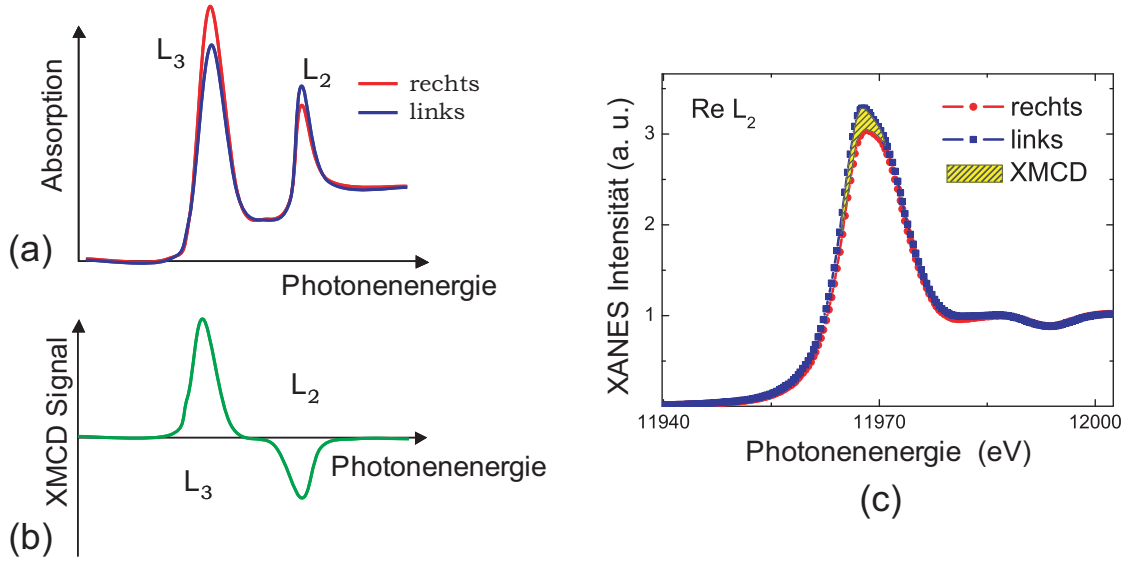 Absorption
L3
L2
rechts
links
Photonenenergie
(a)
XMCD Signal
L2
L3
Photonenenergie
(b)
XANES Intensität (a. u.)
Re L2
rechts
links
XMCD
3
2
1
11940
11970
12000
Photonenenergie (eV)
(c)